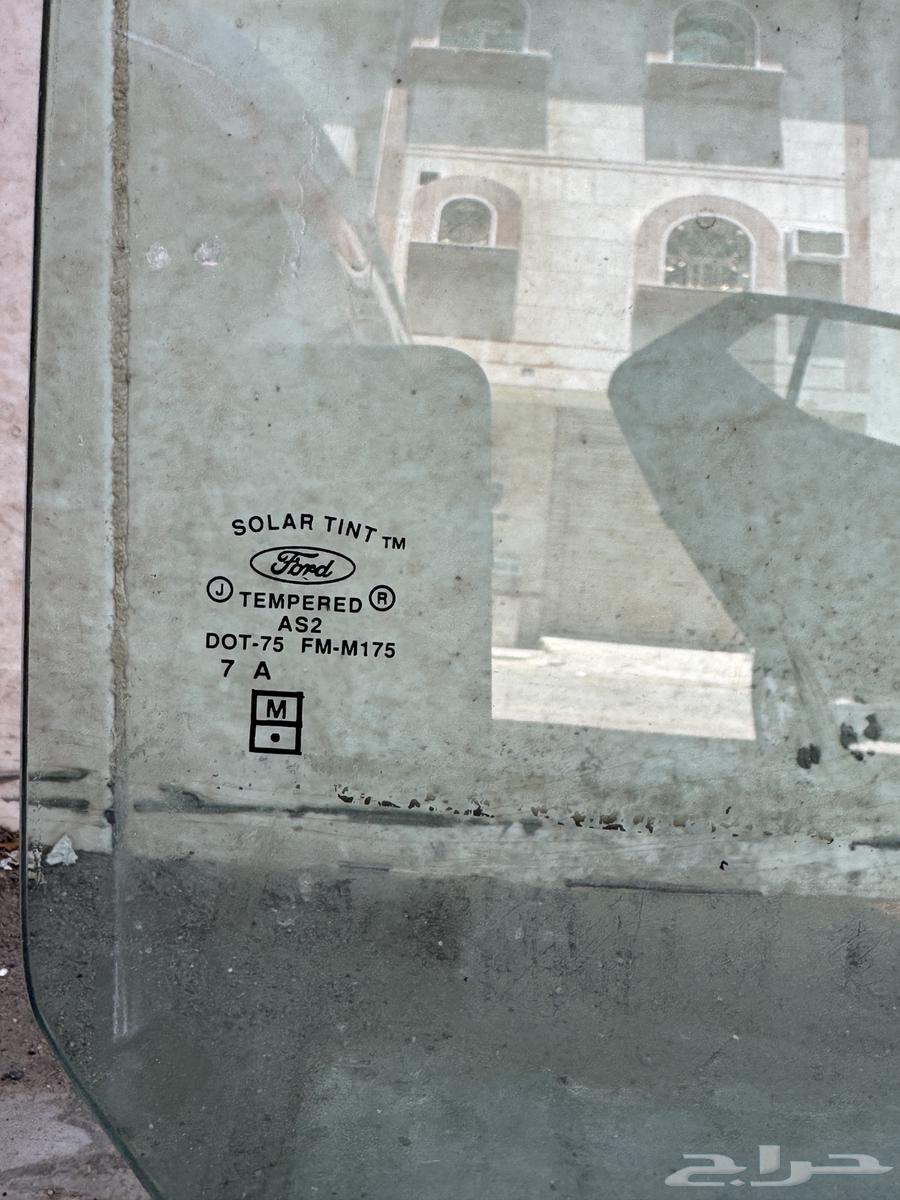 SOLAR TINT TM
Ford
J TEMPERED R
AS2
DOT-75 FM-M175
7 A
M
حراج